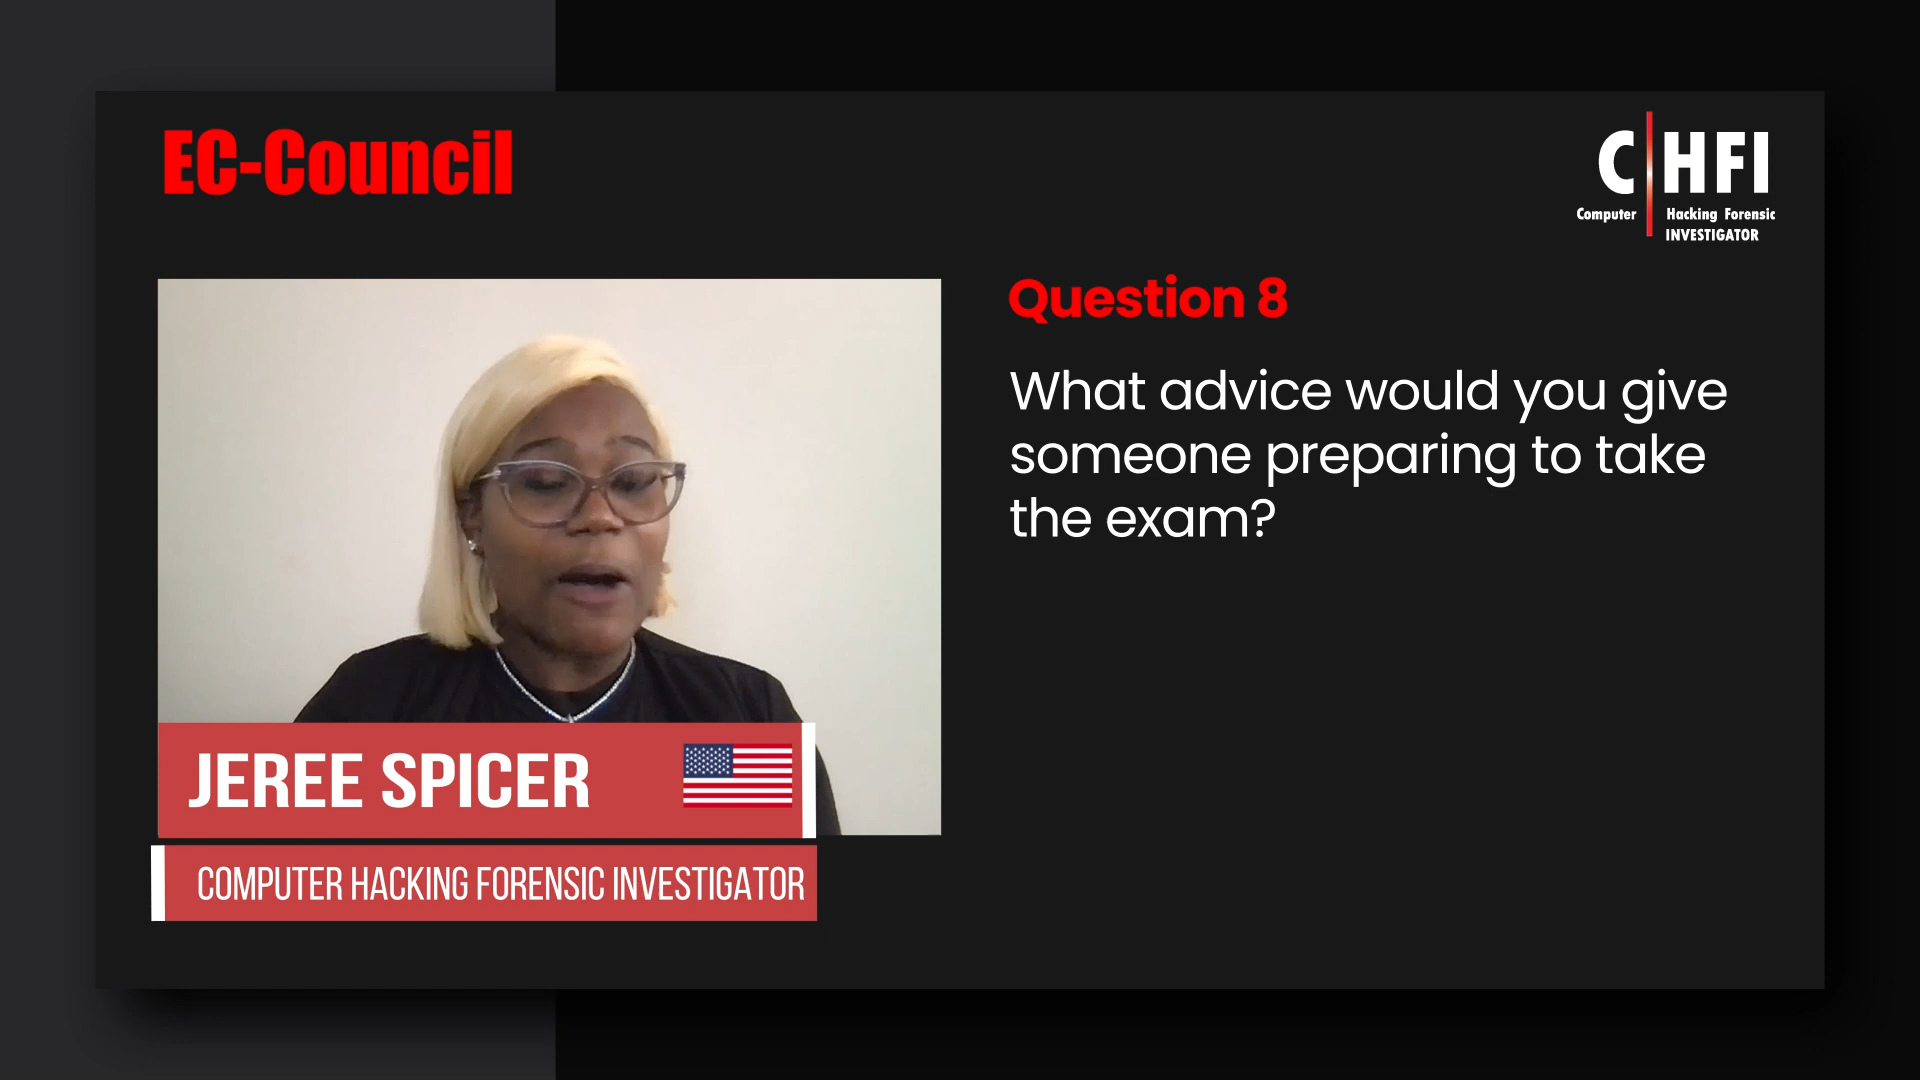 EC-Council
C HFI
Computer Hacking Forensic
INVESTIGATOR
Question 8
What advice would you give
someone preparing to take
the exam?
JEREE SPICER
COMPUTER HACKING FORENSIC INVESTIGATOR